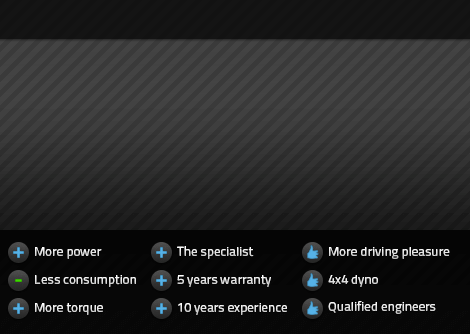 More power
The specialist
More driving pleasure
Less consumption
5 years warranty
4x4 dyno
More torque
10 years experience
Qualified engineers